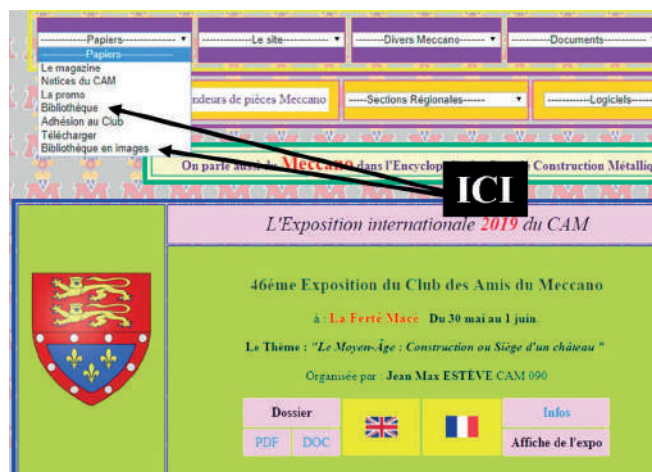 ----------------Papiers---------------- ----------------Le site---------------- -----------Divers Meccano---------- ------------Documents-----------
----------------Papiers----------------
Le magazine
Notices du CAM
La promo
Bibliothèque
Adhésion au Club
Télécharger
Bibliothèque en images
ndeurs de pièces Meccano -----Sections Régionales------ ------------Logiciels------
On parle aussi du Meccano dans l'Encyclopé Construction Métalliq
ICI
L'Exposition internationale 2019 du CAM
46éme Exposition du Club des Amis du Meccano
à : La Ferté Macé Du 30 mai au 1 juin.
Le Thème : "Le Moyen-Âge : Construction ou Siège d'un château "
Organisée par : Jean Max ESTÈVE CAM 090
Dossier Infos
PDF DOC Affiche de l'expo